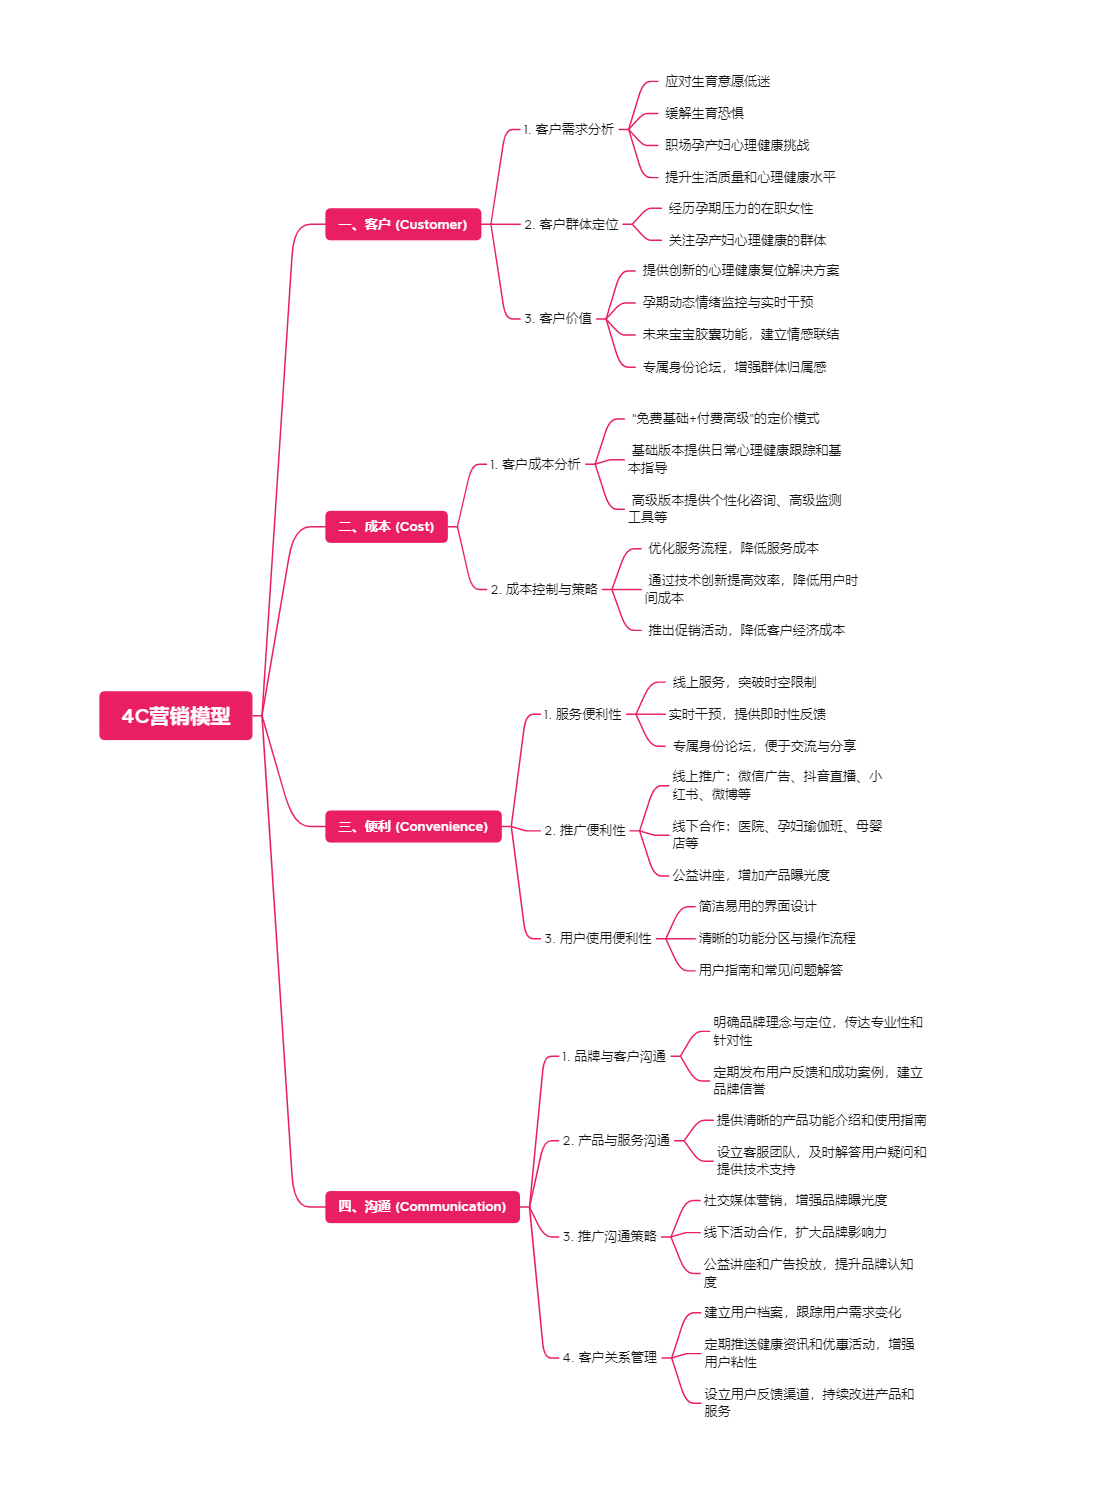 4C营销模型
一、客户 (Customer)
1. 客户需求分析
应对生育意愿低迷
缓解生育恐惧
职场孕产妇心理健康挑战
提升生活质量和心理健康水平
2. 客户群体定位
经历孕期压力的在职女性
关注孕产妇心理健康的群体
3. 客户价值
提供创新的心理健康复位解决方案
孕期动态情绪监控与实时干预
未来宝宝胶囊功能，建立情感联结
专属身份论坛，增强群体归属感
二、成本 (Cost)
1. 客户成本分析
"免费基础+付费高级"的定价模式
基础版本提供日常心理健康跟踪和基
本指导
高级版本提供个性化咨询、高级监测
工具等
2. 成本控制与策略
优化服务流程，降低服务成本
通过技术创新提高效率，降低用户时
间成本
推出促销活动，降低客户经济成本
三、便利 (Convenience)
1. 服务便利性
线上服务，突破时空限制
实时干预，提供即时性反馈
专属身份论坛，便于交流与分享
2. 推广便利性
线上推广：微信广告、抖音直播、小
红书、微博等
线下合作：医院、孕妇瑜伽班、母婴
店等
公益讲座，增加产品曝光度
3. 用户使用便利性
简洁易用的界面设计
清晰的功能分区与操作流程
用户指南和常见问题解答
四、沟通 (Communication)
1. 品牌与客户沟通
明确品牌理念与定位，传达专业性和
针对性
定期发布用户反馈和成功案例，建立
品牌信誉
2. 产品与服务沟通
提供清晰的产品功能介绍和使用指南
设立客服团队，及时解答用户疑问和
提供技术支持
3. 推广沟通策略
社交媒体营销，增强品牌曝光度
线下活动合作，扩大品牌影响力
公益讲座和广告投放，提升品牌认知
度
4. 客户关系管理
建立用户档案，跟踪用户需求变化
定期推送健康资讯和优惠活动，增强
用户粘性
设立用户反馈渠道，持续改进产品和
服务